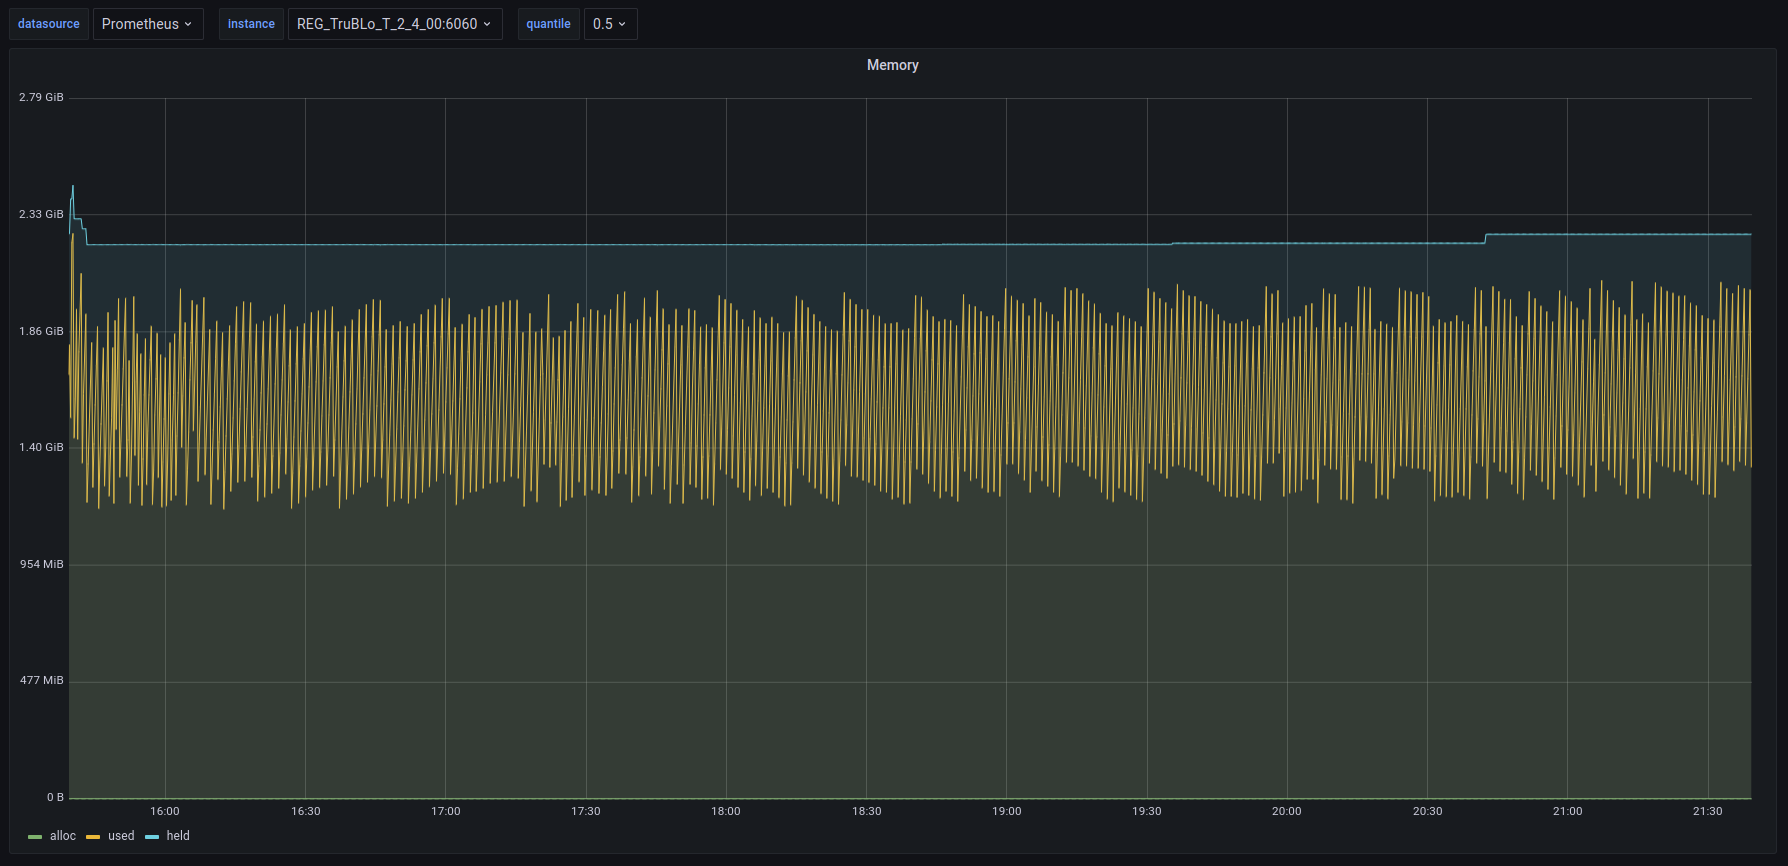 datasource Prometheus instance REG_TruBLo_T_2_4_00:6060 quantile 0.5
Memory
2.79 GiB
2.33 GiB
1.86 GiB
1.40 GiB
954 MiB
477 MiB
0 B
16:00 16:30 17:00 17:30 18:00 18:30 19:00 19:30 20:00 20:30 21:00 21:30
alloc used held